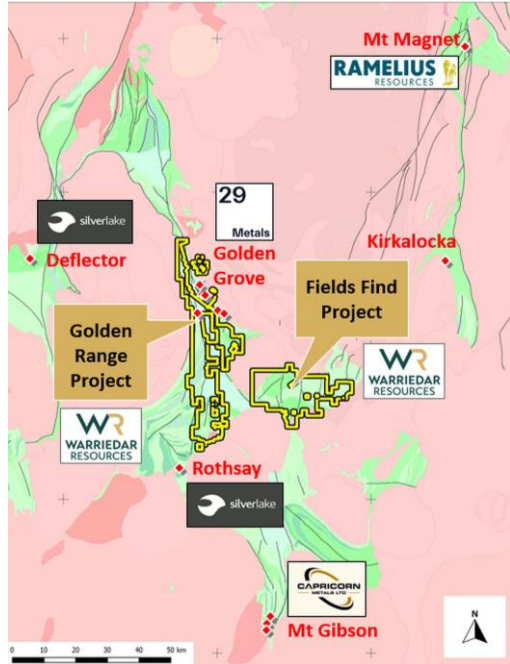 Mt Magnet
RAMELIUS
RESOURCES
29
Metals
silverlake
Deflector
Golden
Grove
Kirkalocka
Fields Find
Project
Golden
Range
Project
WR
WARRIEDAR
RESOURCES
WR
WARRIEDAR
RESOURCES
Rothsay
silverlake
CAPRICORN
METALS LTD
Mt Gibson
N
0 10 20 30 40 50 km